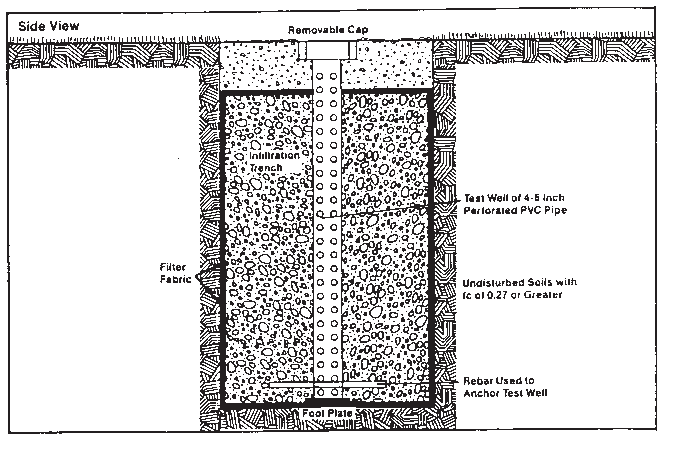 Side View
Removable Cap
Infiltration
Trench
Test Well of 4-6 Inch
Perforated PVC Pipe
Filter
Fabric
Undisturbed Soils with
fc of 0.27 or Greater
Rebar Used to
Anchor Test Well
Foot Plate